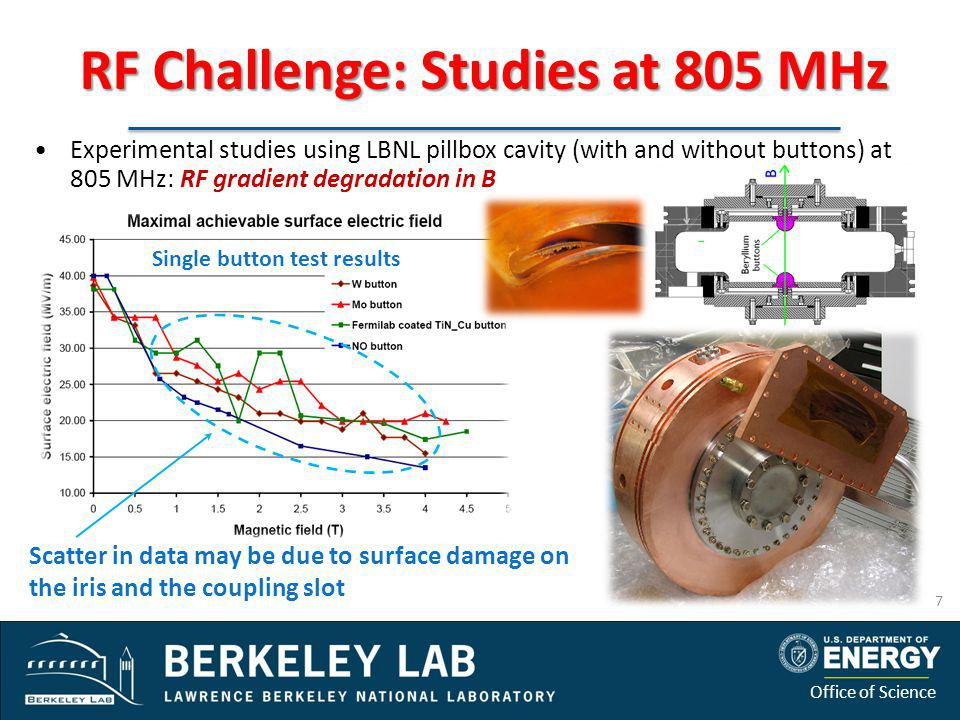 RF Challenge: Studies at 805 MHz
• Experimental studies using LBNL pillbox cavity (with and without buttons) at
805 MHz: RF gradient degradation in B
Maximal achievable surface electric field
Single button test results
W button
Mo button
Fermilab coated TiN_Cu button
NO button
Surface electric field (MV/m)
45.00
40.00
35.00
30.00
25.00
20.00
15.00
10.00
0 0.5 1 1.5 2 2.5 3 3.5 4 4.5 5
Magnetic field (T)
B
Beryllium
buttons
Scatter in data may be due to surface damage on
the iris and the coupling slot
7
BERKELEY LAB
BERKELEY LAB
LAWRENCE BERKELEY NATIONAL LABORATORY
U.S. DEPARTMENT OF
ENERGY
Office of Science